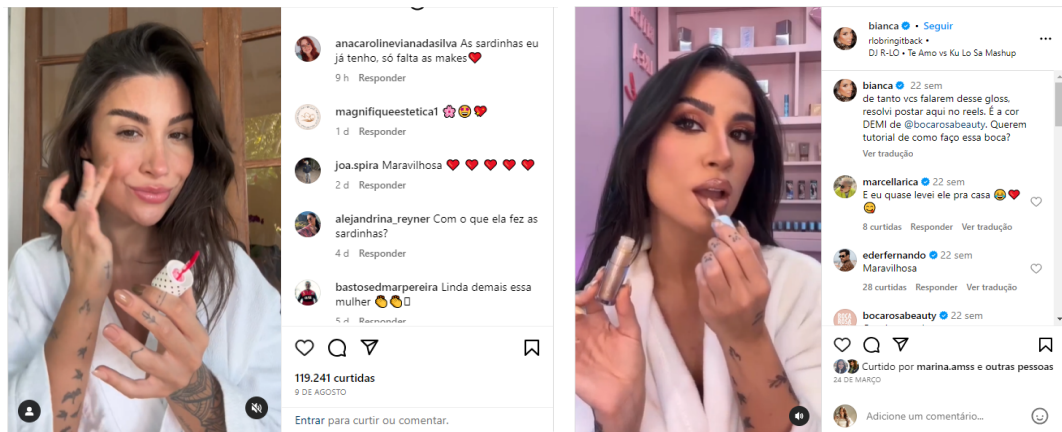 anacarolinevianadasilva As sardinhas eu
já tenho, só falta as makes❤️
9 h Responder
magnifiqueestetica1 🌸🤩💖
1 d Responder
joa.spira Maravilhosa ❤️ ❤️ ❤️ ❤️ ❤️
2 d Responder
alejandrina_reyner Com o que ela fez as
sardinhas?
4 d Responder
bastosedmarpereira Linda demais essa
mulher 👏👏
5 d Responder
119.241 curtidas
9 DE AGOSTO
Entrar para curtir ou comentar.
bianca • Seguir
rlobringitback •
DJ R-LO • Te Amo vs Ku Lo Sa Mashup
bianca 22 sem
de tanto vcs falarem desse gloss,
resolvi postar aqui no reels. É a cor
DEMI de @bocarosabeauty. Querem
tutorial de como faço essa boca?
Ver tradução
marcellarica 22 sem
E eu quase levei ele pra casa 😂❤️
😋
8 curtidas Responder Ver tradução
ederfernando 22 sem
Maravilhosa
28 curtidas Responder Ver tradução
BOCA
ROSA
bocarosabeauty 22 sem
Curtido por marina.amss e outras pessoas
24 DE MARÇO
Adicione um comentário...